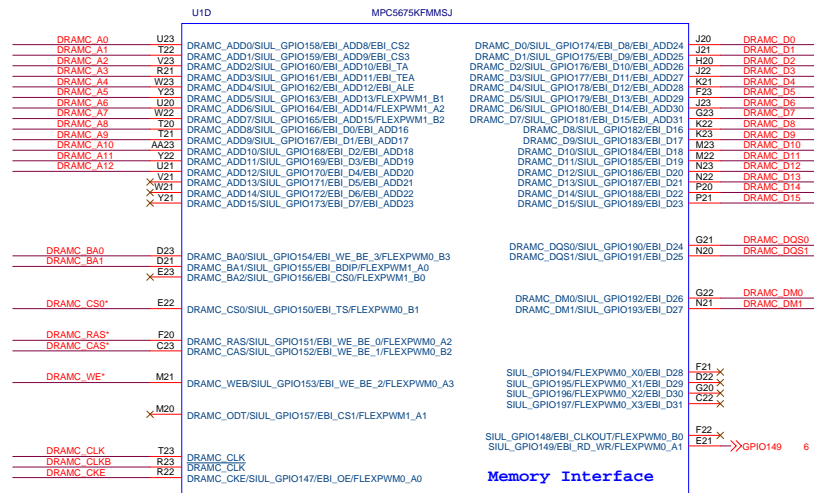 U1D MPC5675KFMMSJ
DRAMC_A0 U23 DRAMC_ADD0/SIUL_GPIO158/EBI_ADD8/EBI_CS2 DRAMC_D0/SIUL_GPIO174/EBI_D8/EBI_ADD24 J20 DRAMC_D0
DRAMC_A1 T22 DRAMC_ADD1/SIUL_GPIO159/EBI_ADD9/EBI_CS3 DRAMC_D1/SIUL_GPIO175/EBI_D9/EBI_ADD25 J21 DRAMC_D1
DRAMC_A2 V23 DRAMC_ADD2/SIUL_GPIO160/EBI_ADD10/EBI_TA DRAMC_D2/SIUL_GPIO176/EBI_D10/EBI_ADD26 H20 DRAMC_D2
DRAMC_A3 R21 DRAMC_ADD3/SIUL_GPIO161/EBI_ADD11/EBI_TEA DRAMC_D3/SIUL_GPIO177/EBI_D11/EBI_ADD27 J22 DRAMC_D3
DRAMC_A4 W23 DRAMC_ADD4/SIUL_GPIO162/EBI_ADD12/EBI_ALE DRAMC_D4/SIUL_GPIO178/EBI_D12/EBI_ADD28 K21 DRAMC_D4
DRAMC_A5 Y23 DRAMC_ADD5/SIUL_GPIO163/EBI_ADD13/FLEXPWM1_B1 DRAMC_D5/SIUL_GPIO179/EBI_D13/EBI_ADD29 F23 DRAMC_D5
DRAMC_A6 U20 DRAMC_ADD6/SIUL_GPIO164/EBI_ADD14/FLEXPWM1_A2 DRAMC_D6/SIUL_GPIO180/EBI_D14/EBI_ADD30 J23 DRAMC_D6
DRAMC_A7 W22 DRAMC_ADD7/SIUL_GPIO165/EBI_ADD15/FLEXPWM1_B2 DRAMC_D7/SIUL_GPIO181/EBI_D15/EBI_ADD31 G23 DRAMC_D7
DRAMC_A8 T20 DRAMC_ADD8/SIUL_GPIO166/EBI_D0/EBI_ADD16 DRAMC_D8/SIUL_GPIO182/EBI_D16 K22 DRAMC_D8
DRAMC_A9 T21 DRAMC_ADD9/SIUL_GPIO167/EBI_D1/EBI_ADD17 DRAMC_D9/SIUL_GPIO183/EBI_D17 K23 DRAMC_D9
DRAMC_A10 AA23 DRAMC_ADD10/SIUL_GPIO168/EBI_D2/EBI_ADD18 DRAMC_D10/SIUL_GPIO184/EBI_D18 M23 DRAMC_D10
DRAMC_A11 Y22 DRAMC_ADD11/SIUL_GPIO169/EBI_D3/EBI_ADD19 DRAMC_D11/SIUL_GPIO185/EBI_D19 M22 DRAMC_D11
DRAMC_A12 U21 DRAMC_ADD12/SIUL_GPIO170/EBI_D4/EBI_ADD20 DRAMC_D12/SIUL_GPIO186/EBI_D20 N23 DRAMC_D12
V21 DRAMC_ADD13/SIUL_GPIO171/EBI_D5/EBI_ADD21 DRAMC_D13/SIUL_GPIO187/EBI_D21 N22 DRAMC_D13
W21 DRAMC_ADD14/SIUL_GPIO172/EBI_D6/EBI_ADD22 DRAMC_D14/SIUL_GPIO188/EBI_D22 P20 DRAMC_D14
Y21 DRAMC_ADD15/SIUL_GPIO173/EBI_D7/EBI_ADD23 DRAMC_D15/SIUL_GPIO189/EBI_D23 P21 DRAMC_D15
DRAMC_DQS0/SIUL_GPIO190/EBI_D24 G21 DRAMC_DQS0
DRAMC_BA0 D23 DRAMC_BA0/SIUL_GPIO154/EBI_WE_BE_3/FLEXPWM0_B3 DRAMC_DQS1/SIUL_GPIO191/EBI_D25 N20 DRAMC_DQS1
DRAMC_BA1 D21 DRAMC_BA1/SIUL_GPIO155/EBI_BDIP/FLEXPWM1_A0
E23 DRAMC_BA2/SIUL_GPIO156/EBI_CS0/FLEXPWM1_B0
DRAMC_DM0/SIUL_GPIO192/EBI_D26 G22 DRAMC_DM0
DRAMC_CS0* E22 DRAMC_CS0/SIUL_GPIO150/EBI_TS/FLEXPWM0_B1 DRAMC_DM1/SIUL_GPIO193/EBI_D27 N21 DRAMC_DM1
DRAMC_RAS* F20 DRAMC_RAS/SIUL_GPIO151/EBI_WE_BE_0/FLEXPWM0_A2
DRAMC_CAS* C23 DRAMC_CAS/SIUL_GPIO152/EBI_WE_BE_1/FLEXPWM0_B2
SIUL_GPIO194/FLEXPWM0_X0/EBI_D28 F21
DRAMC_WE* M21 DRAMC_WEB/SIUL_GPIO153/EBI_WE_BE_2/FLEXPWM0_A3 SIUL_GPIO195/FLEXPWM0_X1/EBI_D29 D22
SIUL_GPIO196/FLEXPWM0_X2/EBI_D30 G20
SIUL_GPIO197/FLEXPWM0_X3/EBI_D31 C22
M20 DRAMC_ODT/SIUL_GPIO157/EBI_CS1/FLEXPWM1_A1
SIUL_GPIO148/EBI_CLKOUT/FLEXPWM0_B0 F22
SIUL_GPIO149/EBI_RD_WR/FLEXPWM0_A1 E21 GPIO149 6
DRAMC_CLK T23 DRAMC_CLK
DRAMC_CLKB R23 DRAMC_CLK
DRAMC_CKE R22 DRAMC_CKE/SIUL_GPIO147/EBI_OE/FLEXPWM0_A0
Memory Interface